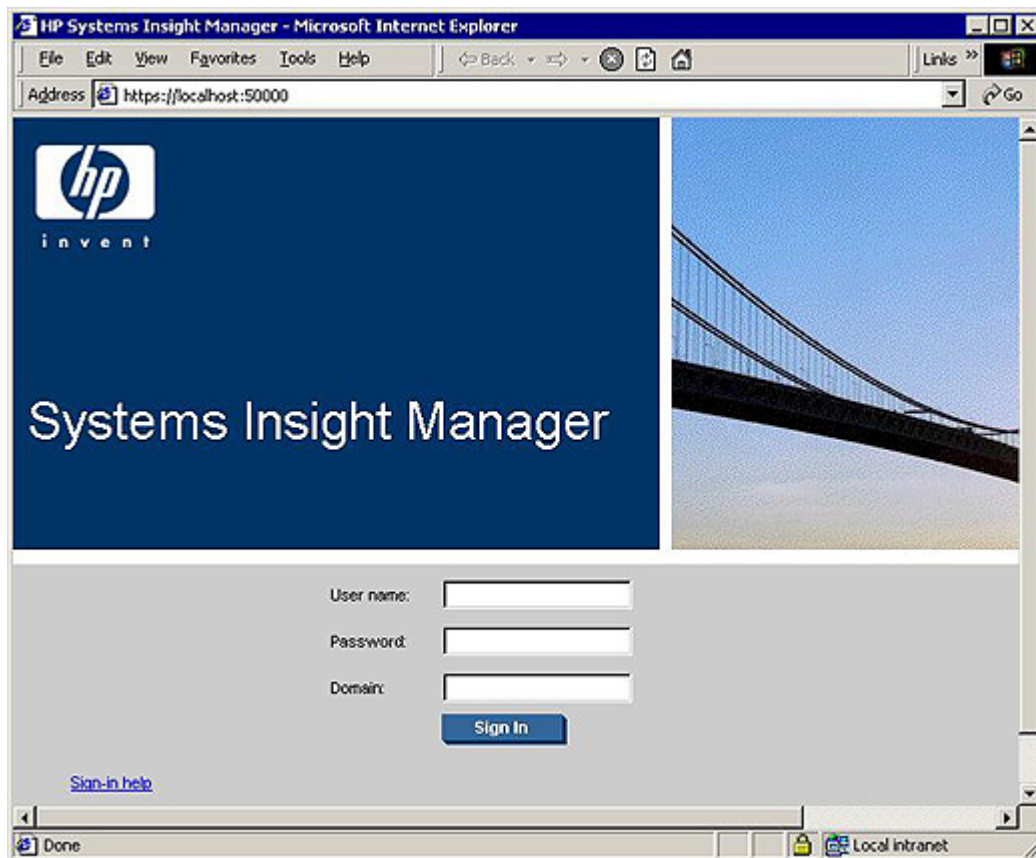 HP Systems Insight Manager - Microsoft Internet Explorer
File Edit View Favorites Tools Help Back Links »
Address https://localhost:50000 Go
hp
invent
Systems Insight Manager
User name:
Password:
Domain:
Sign In
Sign-in help
Done Local intranet